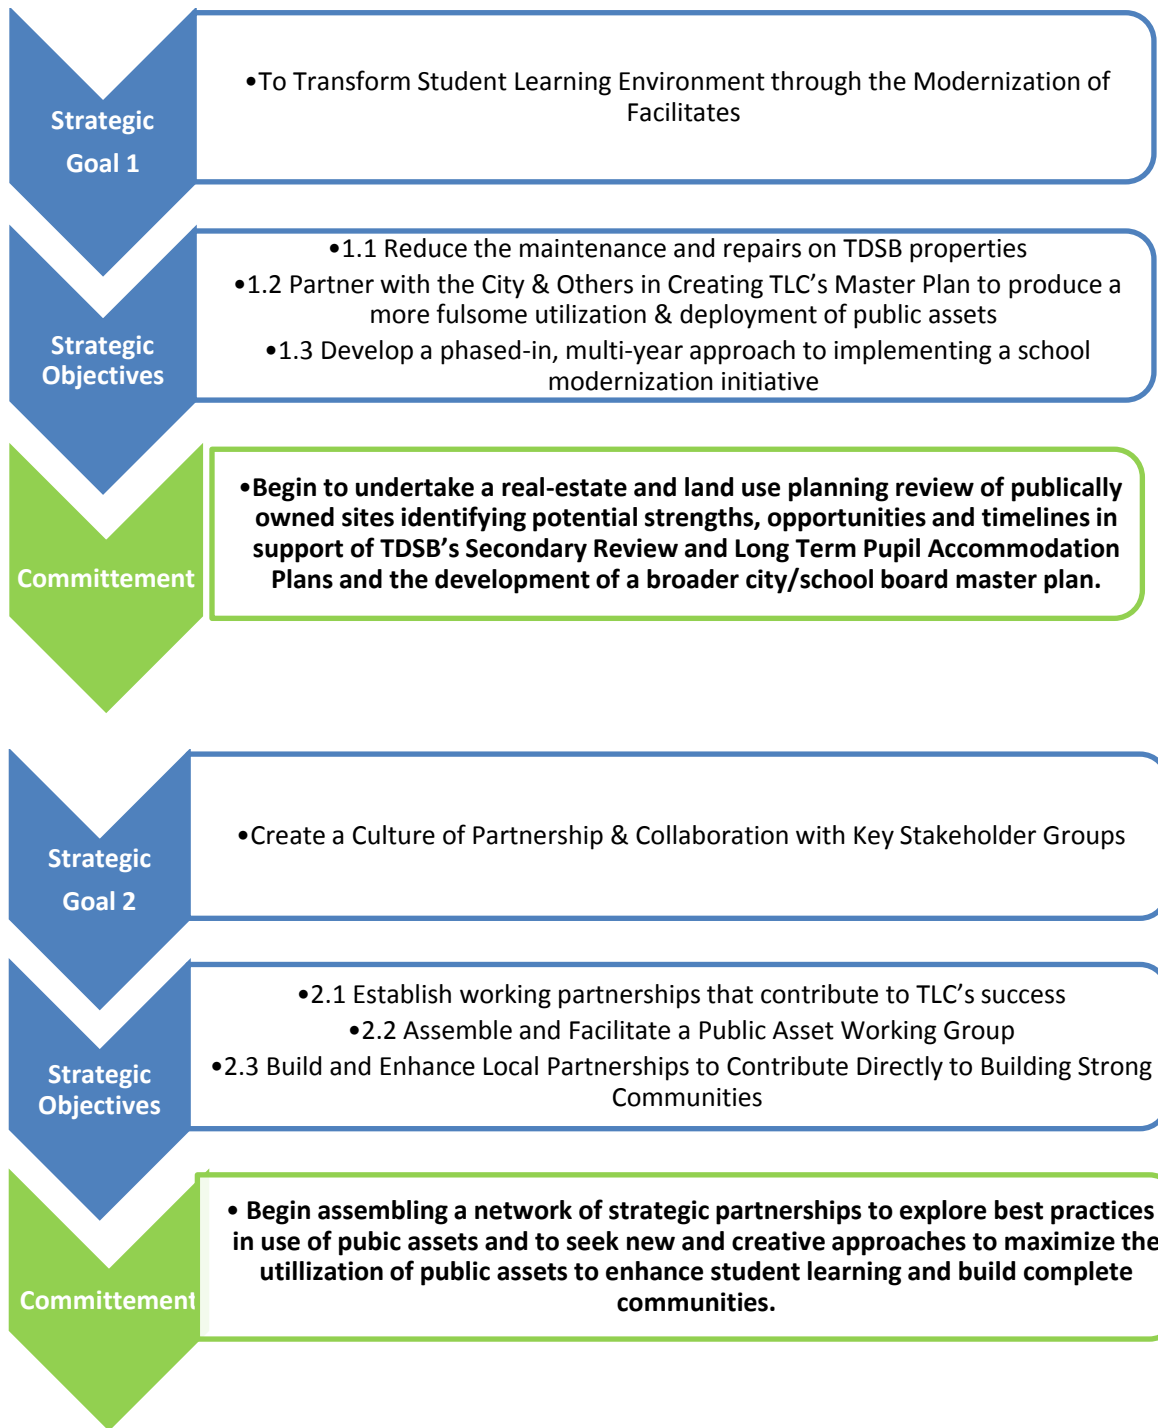 Strategic
Goal 1
•To Transform Student Learning Environment through the Modernization of
Facilitates
Strategic
Objectives
•1.1 Reduce the maintenance and repairs on TDSB properties
•1.2 Partner with the City & Others in Creating TLC’s Master Plan to produce a
more fulsome utilization & deployment of public assets
•1.3 Develop a phased-in, multi-year approach to implementing a school
modernization initiative
Committement
•Begin to undertake a real-estate and land use planning review of publically
owned sites identifying potential strengths, opportunities and timelines in
support of TDSB’s Secondary Review and Long Term Pupil Accommodation
Plans and the development of a broader city/school board master plan.
Strategic
Goal 2
•Create a Culture of Partnership & Collaboration with Key Stakeholder Groups
Strategic
Objectives
•2.1 Establish working partnerships that contribute to TLC’s success
•2.2 Assemble and Facilitate a Public Asset Working Group
•2.3 Build and Enhance Local Partnerships to Contribute Directly to Building Strong
Communities
Committement
• Begin assembling a network of strategic partnerships to explore best practices
in use of pubic assets and to seek new and creative approaches to maximize the
utillization of public assets to enhance student learning and build complete
communities.